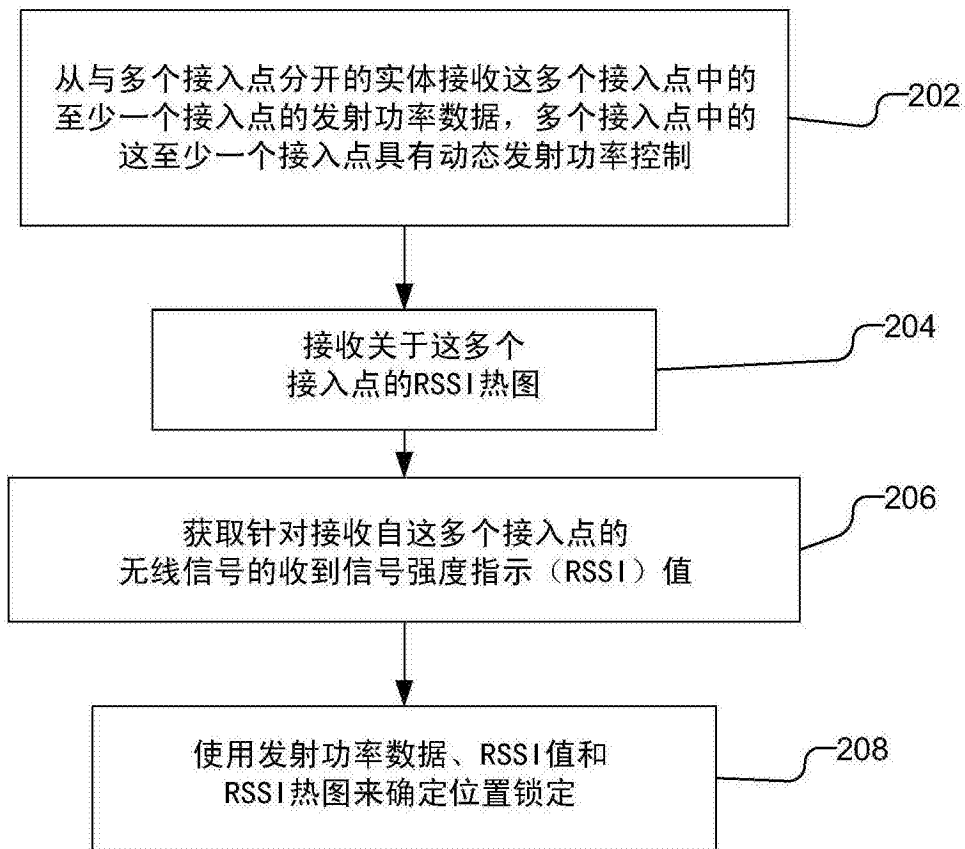 从与多个接入点分开的实体接收这多个接入点中的
至少一个接入点的发射功率数据，多个接入点中的
这至少一个接入点具有动态发射功率控制
202
接收关于这多个
接入点的RSSI热图
204
获取针对接收自这多个接入点的
无线信号的收到信号强度指示（RSSI）值
206
使用发射功率数据、RSSI值和
RSSI热图来确定位置锁定
208